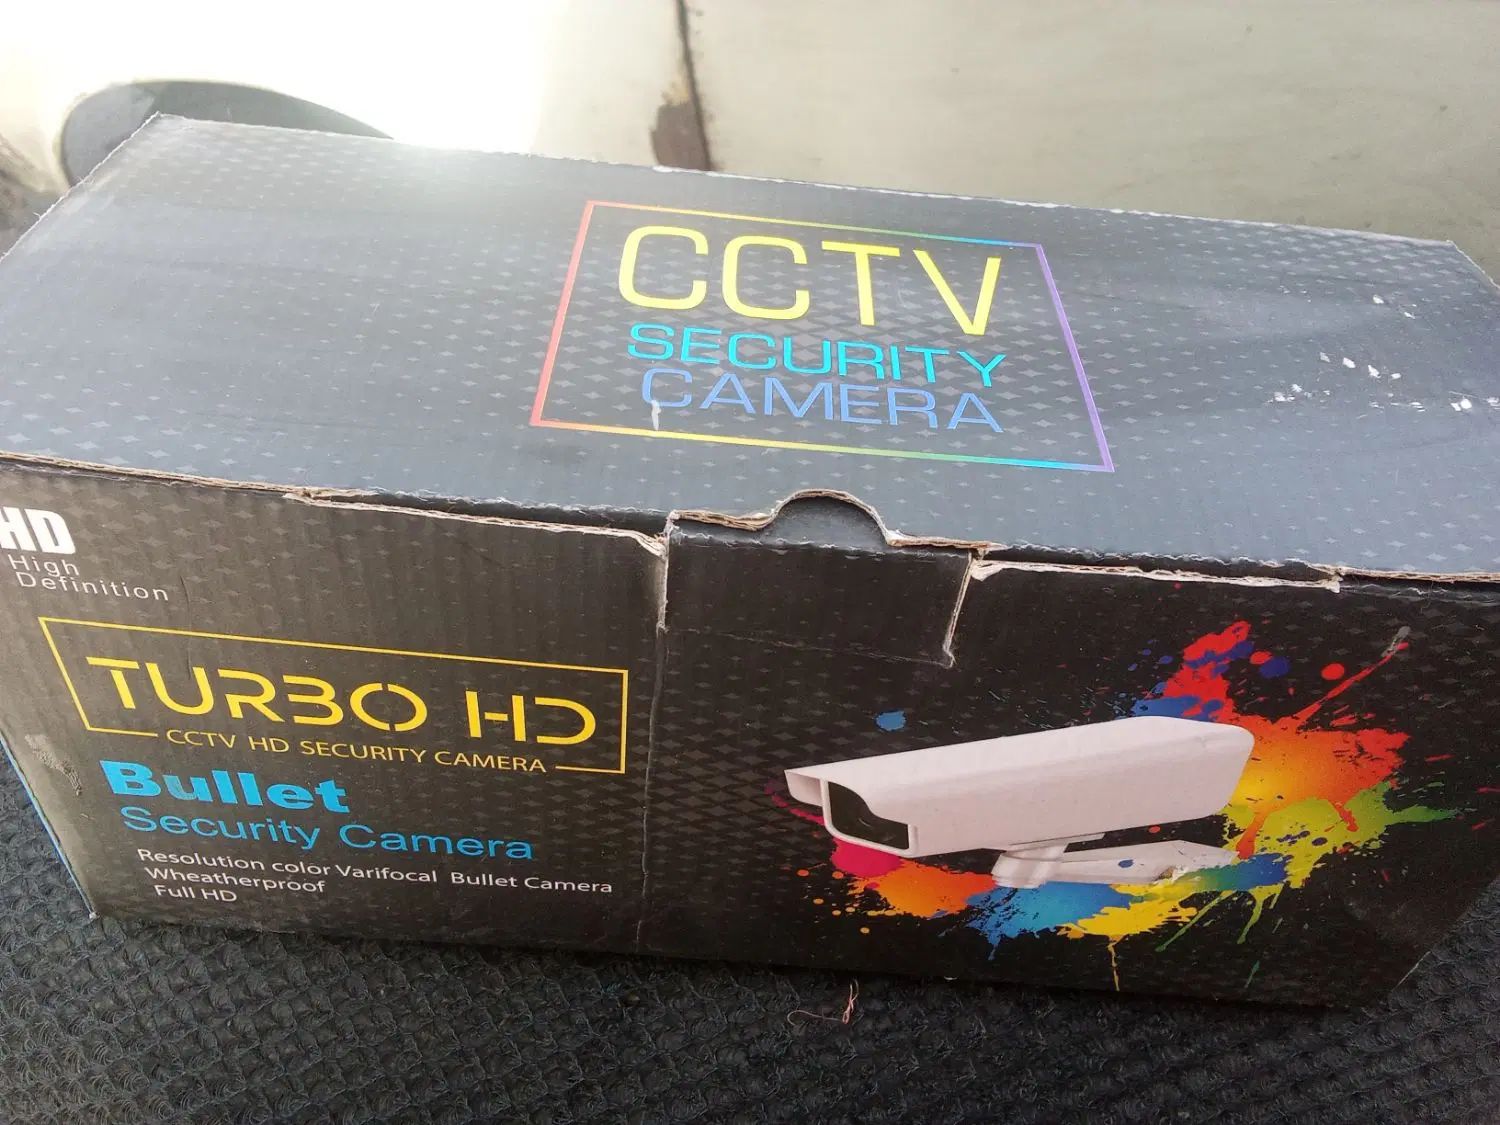 CCTV
SECURITY
CAMERA
HD
High
Definition
TURBO HD
CCTV HD SECURITY CAMERA
Bullet
Security Camera
Resolution color Varifocal Bullet Camera
Wheatherproof
Full HD